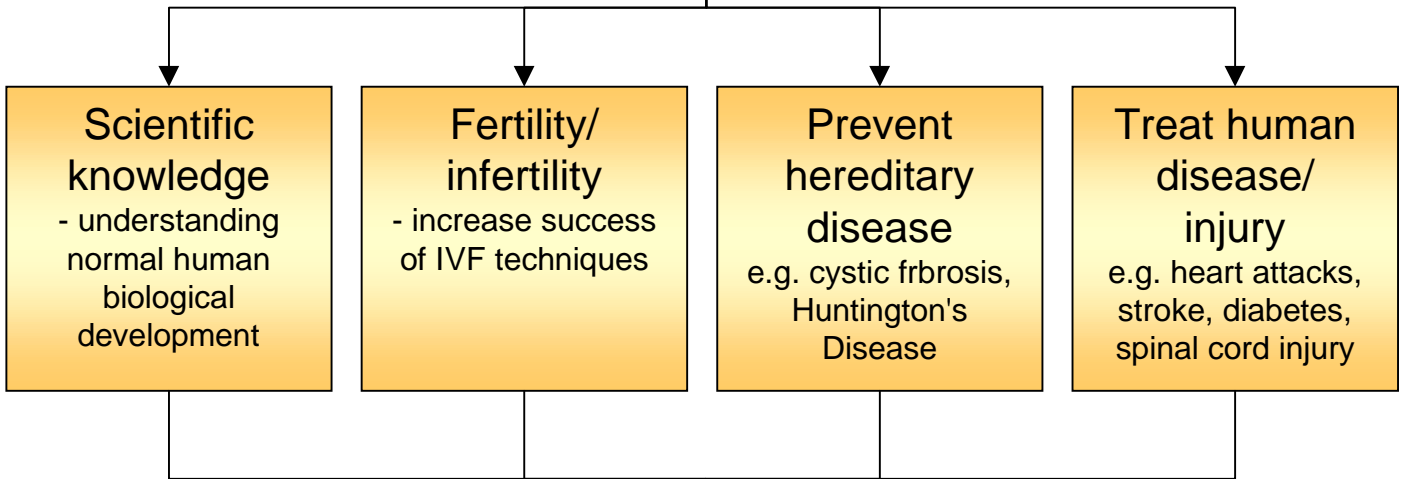 Scientific
knowledge
- understanding
normal human
biological
development
Fertility/
infertility
- increase success
of IVF techniques
Prevent
hereditary
disease
e.g. cystic frbrosis,
Huntington's
Disease
Treat human
disease/
injury
e.g. heart attacks,
stroke, diabetes,
spinal cord injury